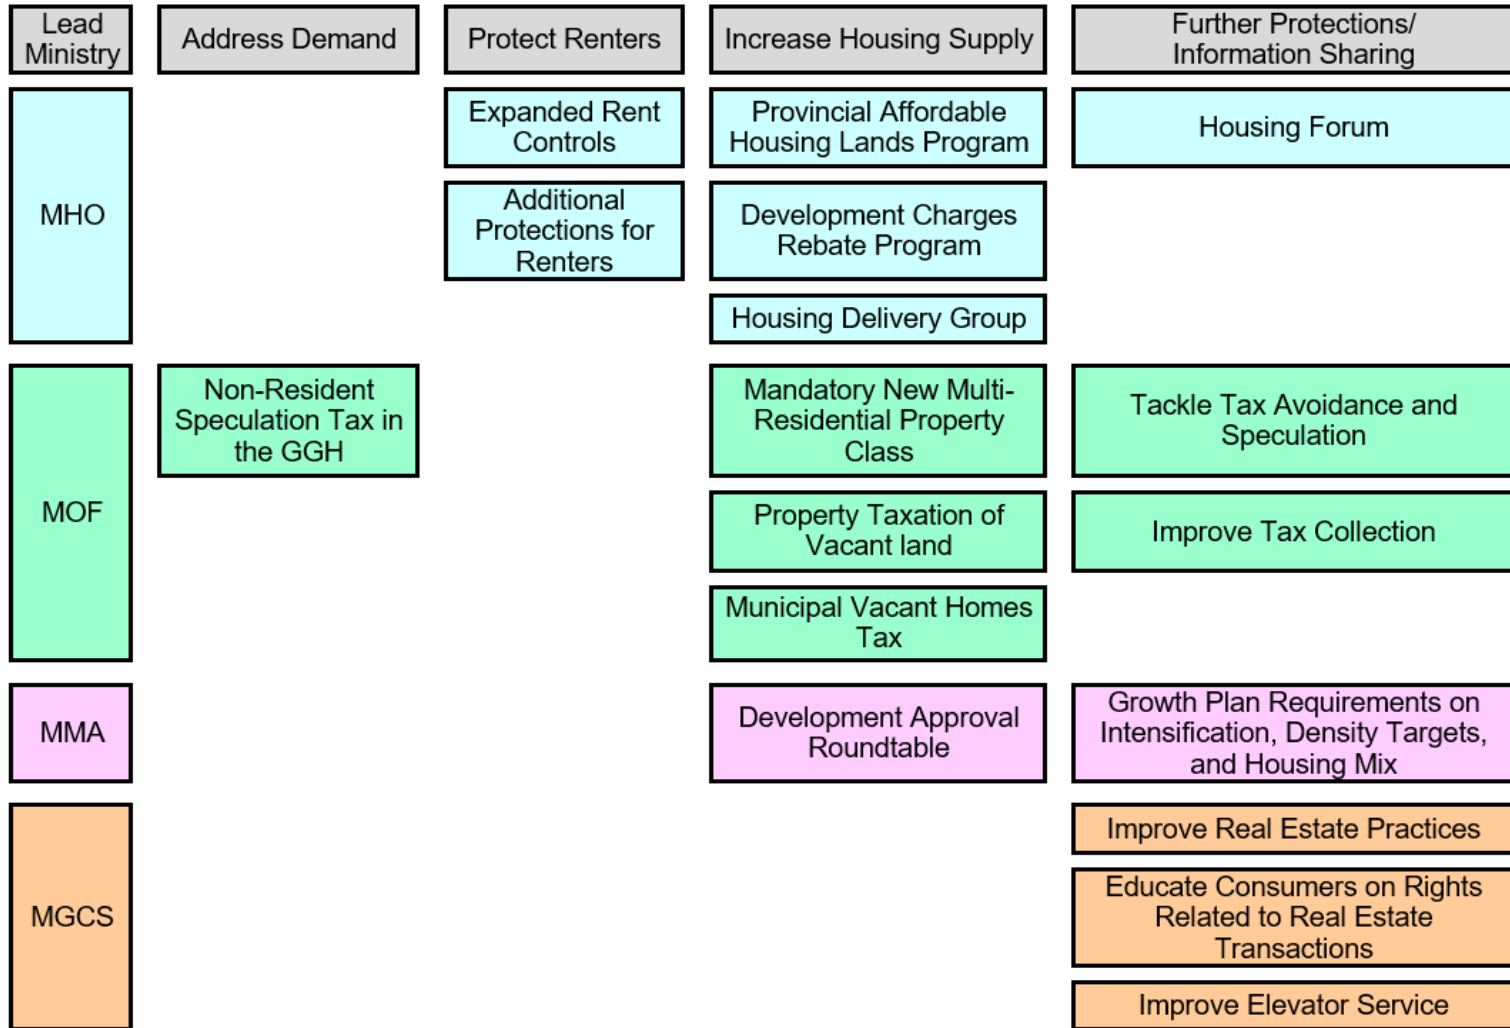 Lead
Ministry
Address Demand
Protect Renters
Increase Housing Supply
Further Protections/
Information Sharing
MHO
Expanded Rent
Controls
Provincial Affordable
Housing Lands Program
Housing Forum
Additional
Protections for
Renters
Development Charges
Rebate Program
Housing Delivery Group
MOF
Non-Resident
Speculation Tax in
the GGH
Mandatory New Multi-
Residential Property
Class
Tackle Tax Avoidance and
Speculation
Property Taxation of
Vacant land
Improve Tax Collection
Municipal Vacant Homes
Tax
MMA
Development Approval
Roundtable
Growth Plan Requirements on
Intensification, Density Targets,
and Housing Mix
MGCS
Improve Real Estate Practices
Educate Consumers on Rights
Related to Real Estate
Transactions
Improve Elevator Service